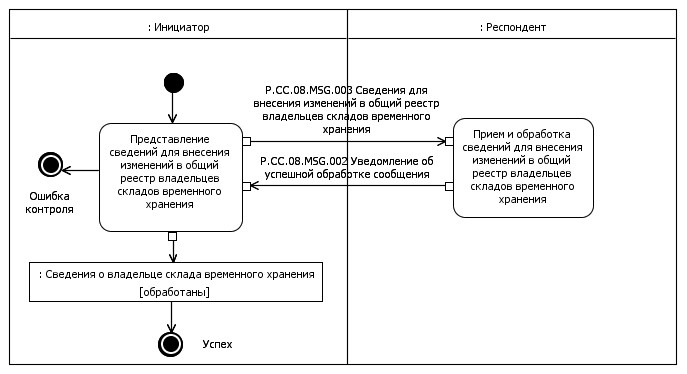 : Инициатор
: Респондент
P.CC.08.MSG.003 Сведения для
внесения изменений в общий реестр
владельцев складов временного
хранения
Представление
сведений для внесения
изменений в общий
реестр владельцев
складов временного
хранения
Прием и обработка
сведений для внесения
изменений в общий
реестр владельцев
складов временного
хранения
P.CC.08.MSG.002 Уведомление об
успешной обработке сообщения
Ошибка
контроля
: Сведения о владельце склада временного хранения
[обработаны]
Успех